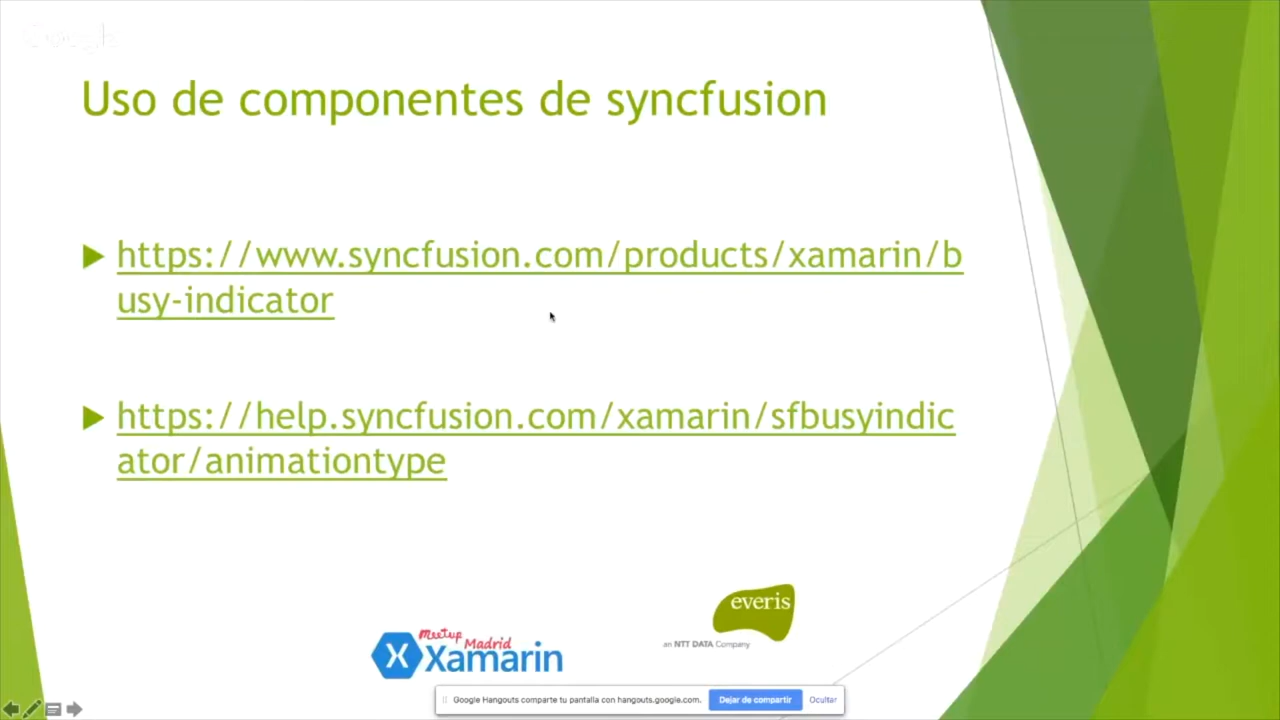 Google
Uso de componentes de syncfusion
https://www.syncfusion.com/products/xamarin/b
usy-indicator
https://help.syncfusion.com/xamarin/sfbusyindic
ator/animationtype
everis
an NTT DATA Company
Meetup
Madrid
Xamarin
Google Hangouts comparte tu pantalla con hangouts.google.com.
Dejar de compartir
Ocultar